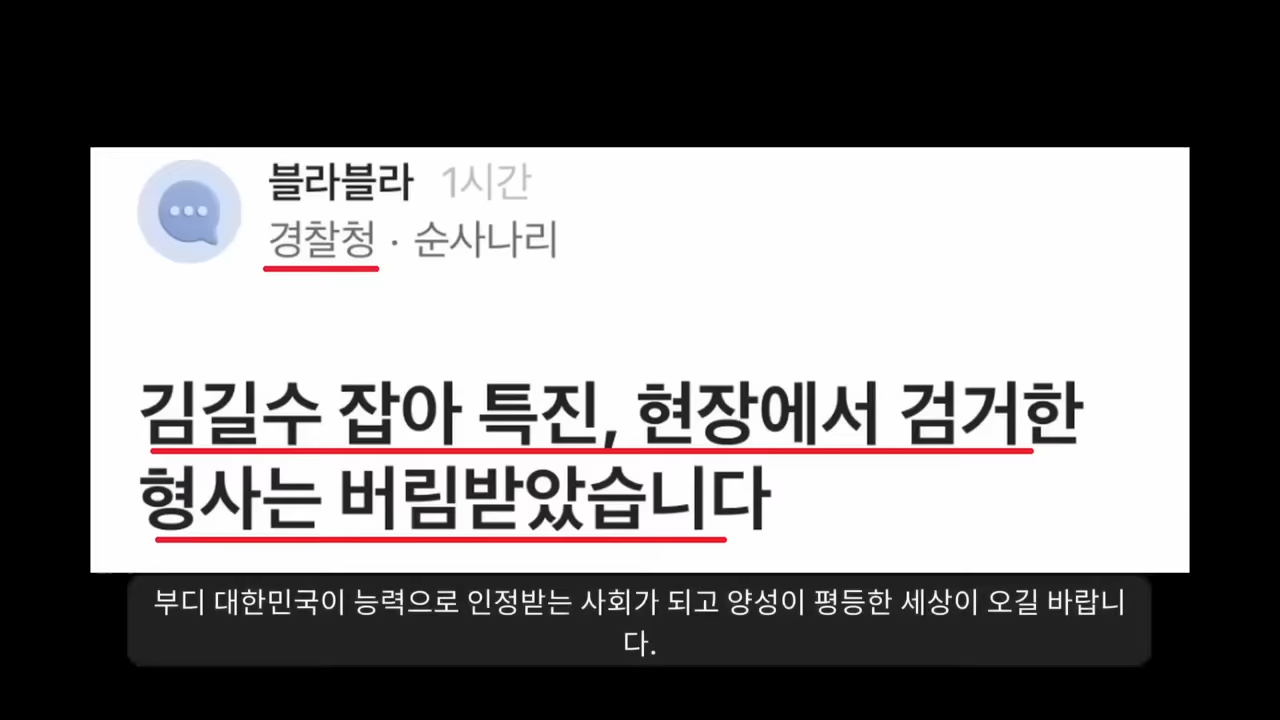 블라블라 1시간
경찰청 · 순사나리
김길수 잡아 특진, 현장에서 검거한
형사는 버림받았습니다
부디 대한민국이 능력으로 인정받는 사회가 되고 양성이 평등한 세상이 오길 바랍니
다.